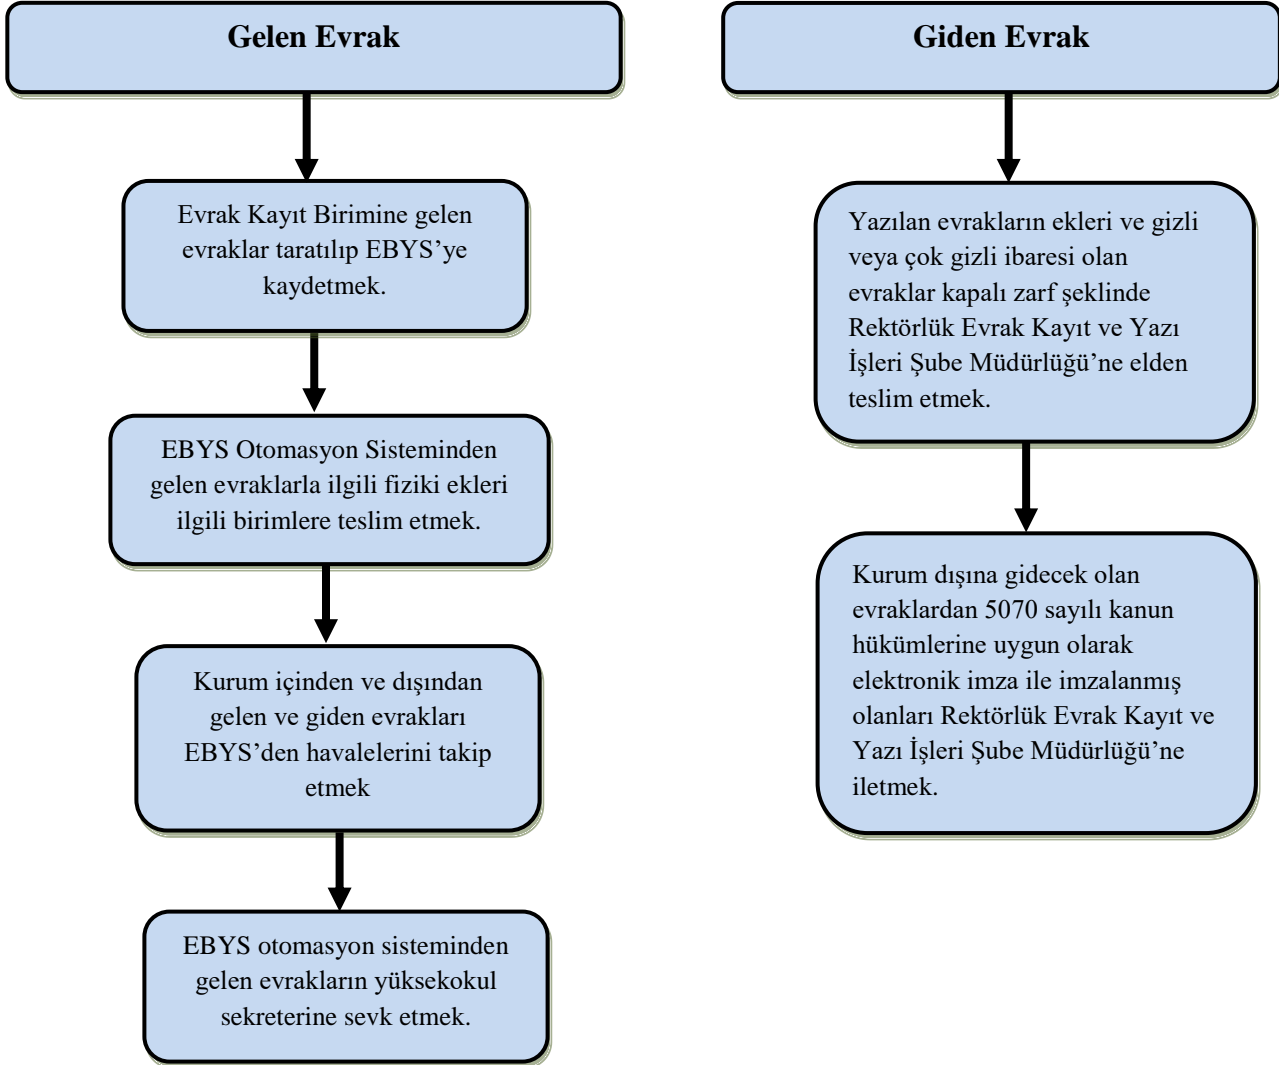 Gelen Evrak
Evrak Kayıt Birimine gelen
evraklar taratılıp EBYS’ye
kaydetmek.
EBYS Otomasyon Sisteminden
gelen evraklarla ilgili fiziki ekleri
ilgili birimlere teslim etmek.
Kurum içinden ve dışından
gelen ve giden evrakları
EBYS’den havalelerini takip
etmek
EBYS otomasyon sisteminden
gelen evrakların yüksekokul
sekreterine sevk etmek.
Giden Evrak
Yazılan evrakların ekleri ve gizli
veya çok gizli ibaresi olan
evraklar kapalı zarf şeklinde
Rektörlük Evrak Kayıt ve Yazı
İşleri Şube Müdürlüğü’ne elden
teslim etmek.
Kurum dışına gidecek olan
evraklardan 5070 sayılı kanun
hükümlerine uygun olarak
elektronik imza ile imzalanmış
olanları Rektörlük Evrak Kayıt ve
Yazı İşleri Şube Müdürlüğü’ne
iletmek.